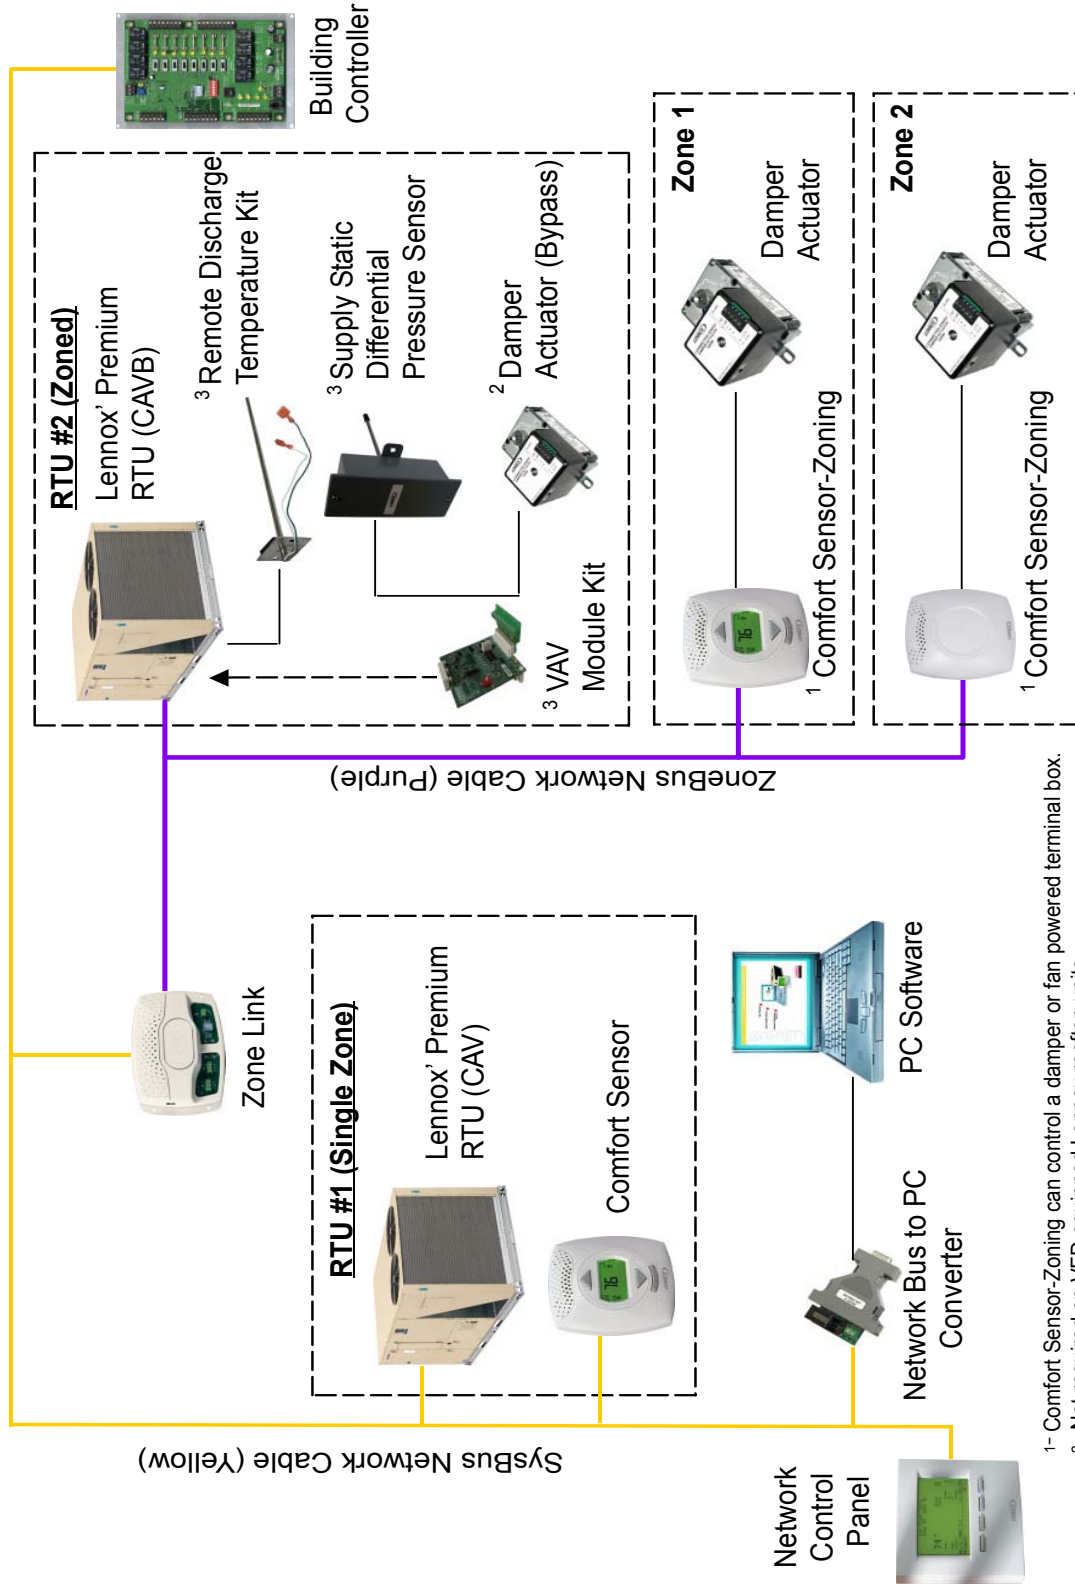 Building
Controller
RTU #2 (Zoned)
Lennox’ Premium
RTU (CAVB)
3 Remote Discharge
Temperature Kit
3 Supply Static
Differential
Pressure Sensor
2 Damper
Actuator (Bypass)
3 VAV
Module Kit
Zone 1
Damper
Actuator
1 Comfort Sensor-Zoning
Zone 2
Damper
Actuator
1 Comfort Sensor-Zoning
ZoneBus Network Cable (Purple)
Zone Link
RTU #1 (Single Zone)
Lennox’ Premium
RTU (CAV)
Comfort Sensor
PC Software
Network Bus to PC
Converter
SysBus Network Cable (Yellow)
Network
Control
Panel
1- Comfort Sensor-Zoning can control a damper or fan powered terminal box.